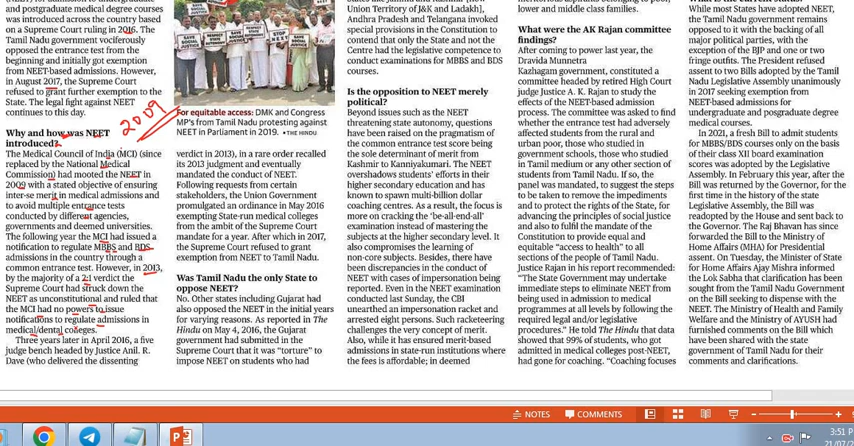 and postgraduate medical degree courses
was introduced across the country based
on a Supreme Court ruling in 2016. The
Tamil Nadu government vociferously
opposed the entrance test from the
beginning and initially got exemption
from NEET-based admissions. However,
in August 2017, the Supreme Court
refused to grant further exemption to the
State. The legal fight against NEET
continues to this day.
Why and how was NEET
introduced?
The Medical Council of India (MCI) (since
replaced by the National Medical
Commission) had mooted the NEET in
2009 with a stated objective of ensuring
inter-se merit in medical admissions and
to avoid multiple entrance tests
conducted by different agencies,
governments and deemed universities.
The following year the MCI had issued a
notification to regulate MBBS and BDS
admissions in the country through a
common entrance test. However, in 2013,
by the majority of a 2:1 verdict the
Supreme Court had struck down the
NEET as unconstitutional and ruled that
the MCI had no powers to issue
notifications to regulate admissions in
medical/dental colleges.
Three years later in April 2016, a five
judge bench headed by Justice Anil. R.
Dave (who delivered the dissenting
2009
SAVE SOCIAL JUSTICE
For equitable access: DMK and Congress
MP's from Tamil Nadu protesting against
NEET in Parliament in 2019. • THE HINDU
verdict in 2013), in a rare order recalled
its 2013 judgment and eventually
mandated the conduct of NEET.
Following requests from certain
stakeholders, the Union Government
promulgated an ordinance in May 2016
exempting State-run medical colleges
from the ambit of the Supreme Court
mandate for a year. After which in 2017,
the Supreme Court refused to grant
exemption from NEET to Tamil Nadu.
Was Tamil Nadu the only State to
oppose NEET?
No. Other states including Gujarat had
also opposed the NEET in the initial years
for varying reasons. As reported in The
Hindu on May 4, 2016, the Gujarat
government had submitted in the
Supreme Court that it was "torture" to
impose NEET on students who had
Union Territory of J&K and Ladakh],
Andhra Pradesh and Telangana invoked
special provisions in the Constitution to
contend that only the State and not the
Centre had the legislative competence to
conduct examinations for MBBS and BDS
courses.
Is the opposition to NEET merely
political?
Beyond issues such as the NEET
threatening state autonomy, questions
have been raised on the pragmatism of
the common entrance test score being
the sole determinant of merit from
Kashmir to Kanniyakumari. The NEET
overshadows students' efforts in their
higher secondary education and has
known to spawn multi-billion dollar
coaching centres. As a result, the focus is
more on cracking the 'be-all-end-all'
examination instead of mastering the
subjects at the higher secondary level. It
also compromises the learning of
non-core subjects. Besides, there have
been discrepancies in the conduct of
NEET with cases of impersonation being
reported. Even in the NEET examination
conducted last Sunday, the CBI
unearthed an impersonation racket and
arrested eight persons. Such racketeering
challenges the very concept of merit.
Also, while it has ensured merit-based
admissions in state-run institutions where
the fees is affordable; in deemed
lower and middle class families.
What were the AK Rajan committee
findings?
After coming to power last year, the
Dravida Munnetra
Kazhagam government, constituted a
committee headed by retired High Court
judge Justice A. K. Rajan to study the
effects of the NEET-based admission
process. The committee was asked to find
whether the entrance test had adversely
affected students from the rural and
urban poor, those who studied in
government schools, those who studied
in Tamil medium or any other section of
students from Tamil Nadu. If so, the
panel was mandated, to suggest the steps
to be taken to remove the impediments
and to protect the rights of the State, for
advancing the principles of social justice
and also to fulfil the mandate of the
Constitution to provide equal and
equitable "access to health" to all
sections of the people of Tamil Nadu.
Justice Rajan in his report recommended:
"The State Government may undertake
immediate steps to eliminate NEET from
being used in admission to medical
programmes at all levels by following the
required legal and/or legislative
procedures." He told The Hindu that data
showed that 99% of students, who got
admitted in medical colleges post-NEET,
had gone for coaching. "Coaching focuses
While most States have adopted NEET,
the Tamil Nadu government remains
opposed to it with the backing of all
major political parties, with the
exception of the BJP and one or two
fringe outfits. The President refused
assent to two Bills adopted by the Tamil
Nadu Legislative Assembly unanimously
in 2017 seeking exemption from
NEET-based admissions for
undergraduate and postgraduate degree
medical courses.
In 2021, a fresh Bill to admit students
for MBBS/BDS courses only on the basis
of their class XII board examination
scores was adopted by the Legislative
Assembly. In February this year, after the
Bill was returned by the Governor, for the
first time in the history of the state
Legislative Assembly, the Bill was
readopted by the House and sent back to
the Governor. The Raj Bhavan has since
forwarded the Bill to the Ministry of
Home Affairs (MHA) for Presidential
assent. On Tuesday, the Minister of State
for Home Affairs Ajay Mishra informed
the Lok Sabha that clarification has been
sought from the Tamil Nadu Government
on the Bill seeking to dispense with the
NEET. The Ministry of Health and Family
Welfare and the Ministry of AYUSH had
furnished comments on the Bill which
have been shared with the state
government of Tamil Nadu for their
comments and clarifications.
NOTES COMMENTS
3:51 P
21/07/2